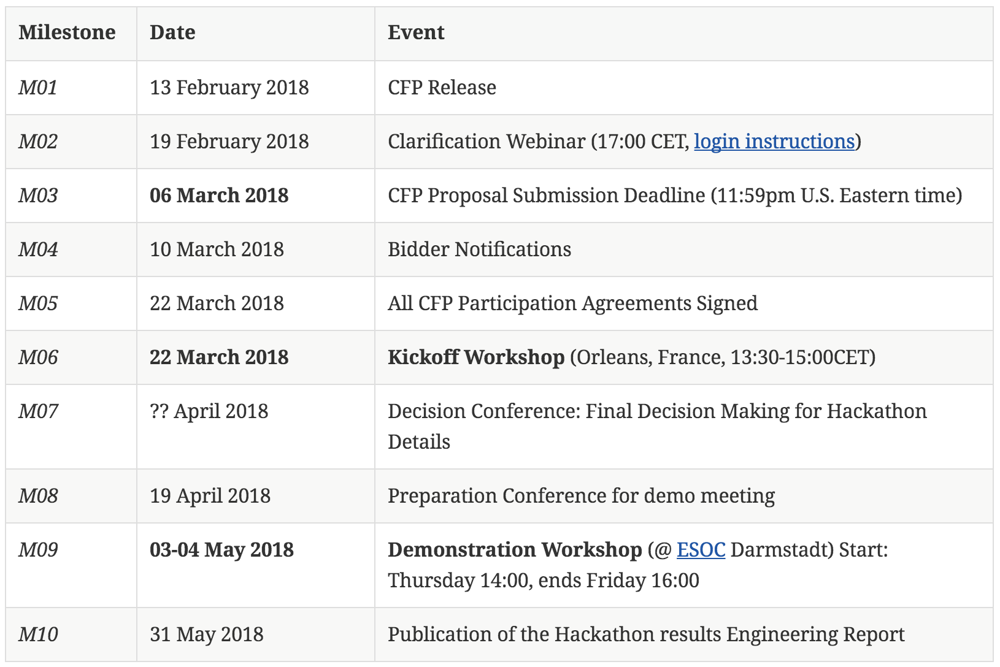 Milestone Date Event
M01 13 February 2018 CFP Release
M02 19 February 2018 Clarification Webinar (17:00 CET, login instructions)
M03 06 March 2018 CFP Proposal Submission Deadline (11:59pm U.S. Eastern time)
M04 10 March 2018 Bidder Notifications
M05 22 March 2018 All CFP Participation Agreements Signed
M06 22 March 2018 Kickoff Workshop (Orleans, France, 13:30-15:00CET)
M07 ?? April 2018 Decision Conference: Final Decision Making for Hackathon
Details
M08 19 April 2018 Preparation Conference for demo meeting
M09 03-04 May 2018 Demonstration Workshop (@ ESOC Darmstadt) Start:
Thursday 14:00, ends Friday 16:00
M10 31 May 2018 Publication of the Hackathon results Engineering Report